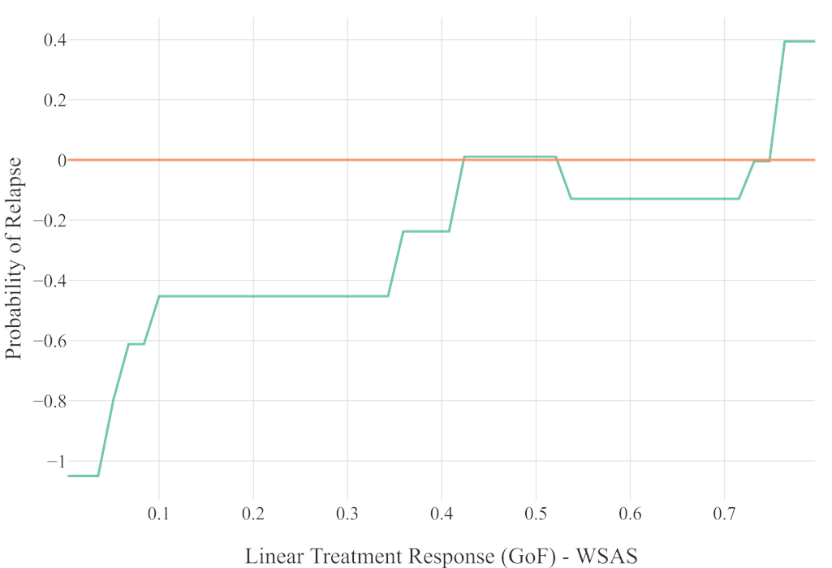 0.4
0.2
0
−0.2
−0.4
−0.6
−0.8
−1
Probability of Relapse
0.1 0.2 0.3 0.4 0.5 0.6 0.7
Linear Treatment Response (GoF) - WSAS